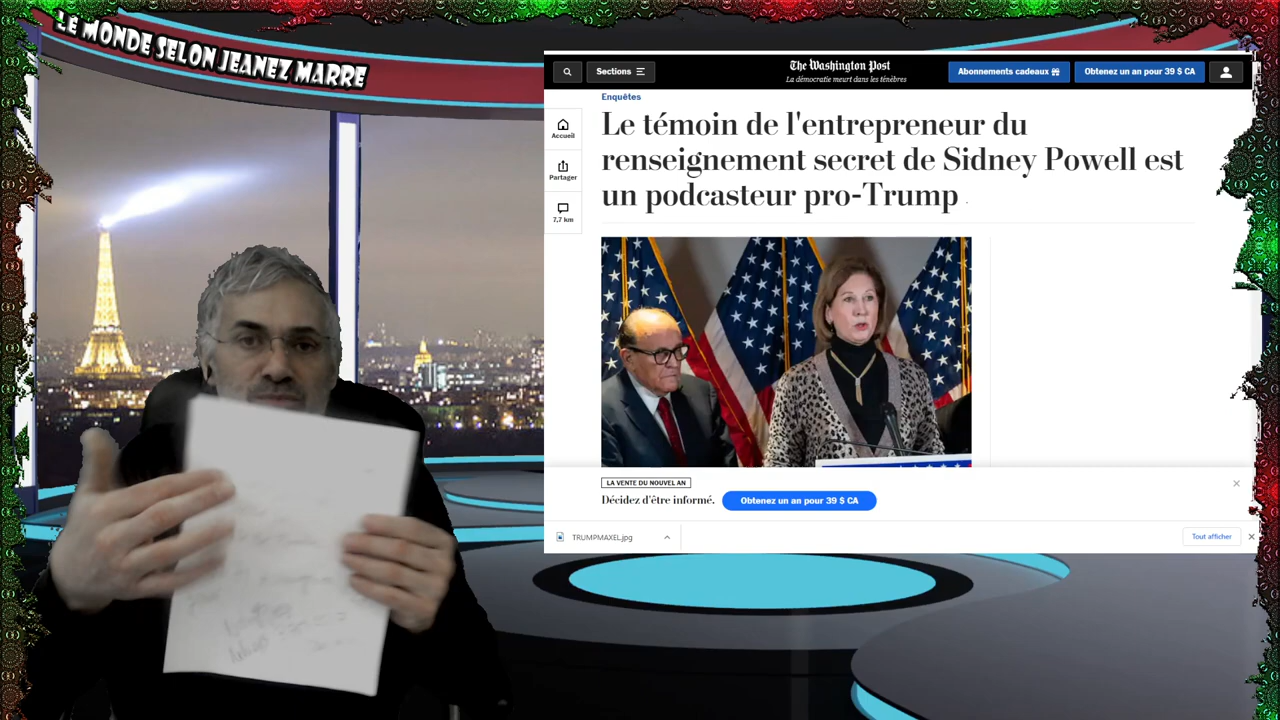 LE MONDE SELON JEANEZ MARRE
Sections
The Washington Post
La démocratie meurt dans les ténèbres
Abonnements cadeaux
Obtenez un an pour 39 $ CA
Enquêtes
Accueil
Partager
7,7 km
Le témoin de l'entrepreneur du
renseignement secret de Sidney Powell est
un podcasteur pro-Trump
LA VENTE DU NOUVEL AN
Décidez d'être informé.
Obtenez un an pour 39 $ CA
TRUMPMAXEL.jpg
Tout afficher